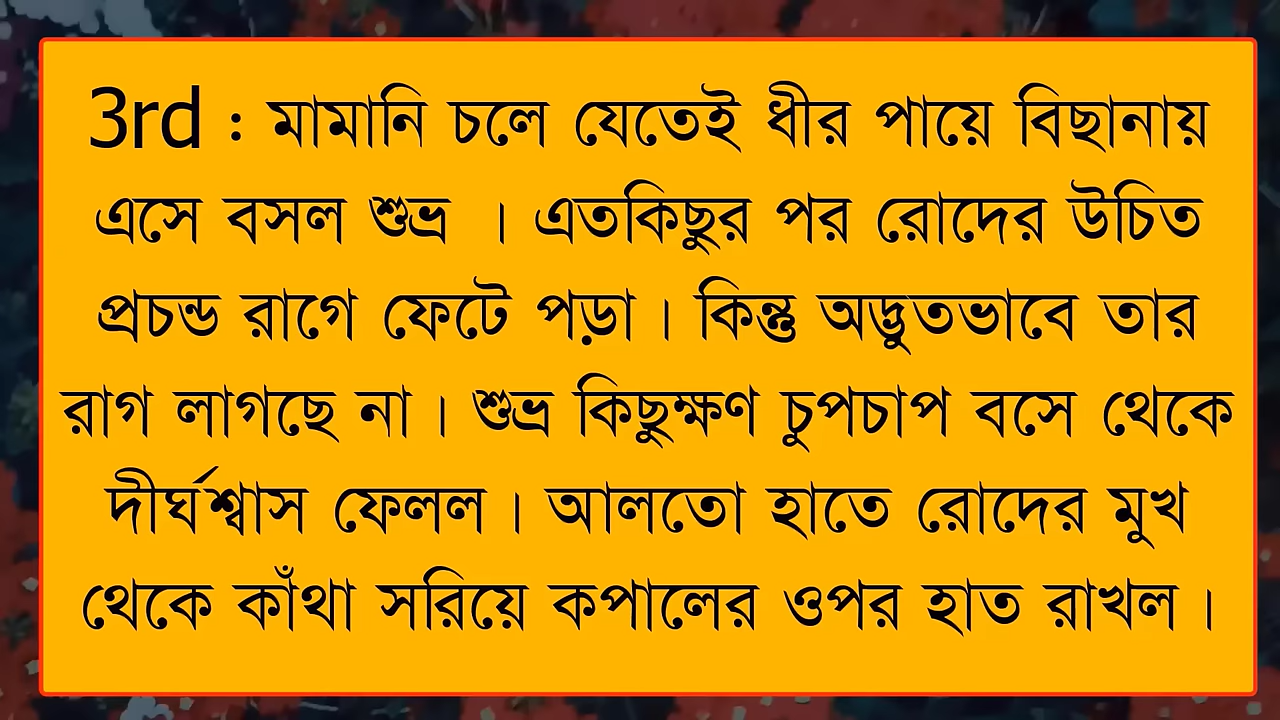 3rd : মামানি চলে যেতেই ধীর পায়ে বিছানায়
এসে বসল শুভ্র । এতকিছুর পর রোদের উচিত
প্রচন্ড রাগে ফেটে পড়া । কিন্তু অদ্ভুতভাবে তার
রাগ লাগছে না । শুভ্র কিছুক্ষণ চুপচাপ বসে থেকে
দীর্ঘশ্বাস ফেলল । আলতো হাতে রোদের মুখ
থেকে কাঁথা সরিয়ে কপালের ওপর হাত রাখল ।